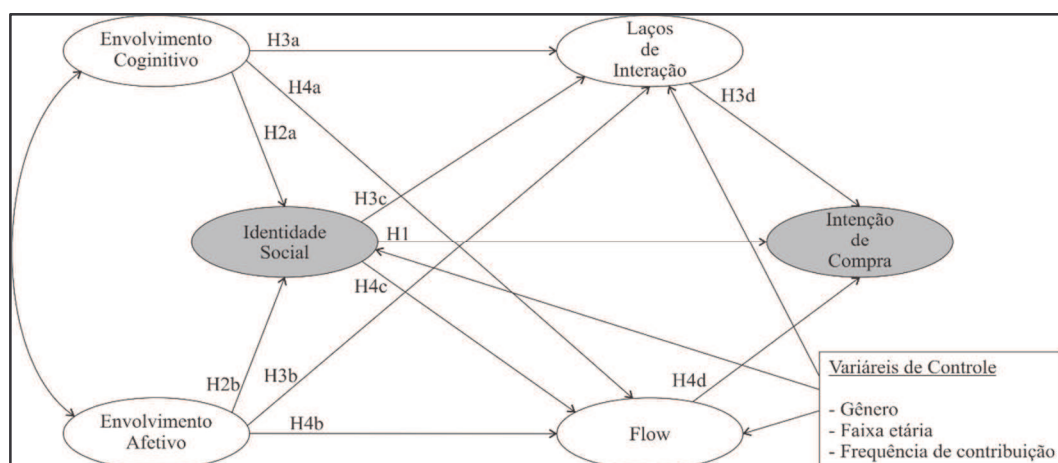 Envolvimento
Coginitivo
H3a
Laços
de
Interação
H4a
H3d
H2a
H3c
Identidade
Social
H1
Intenção
de
Compra
H4c
H2b
H3b
H4d
Variáreis de Controle
- Gênero
- Faixa etária
- Frequência de contribuição
Envolvimento
Afetivo
H4b
Flow